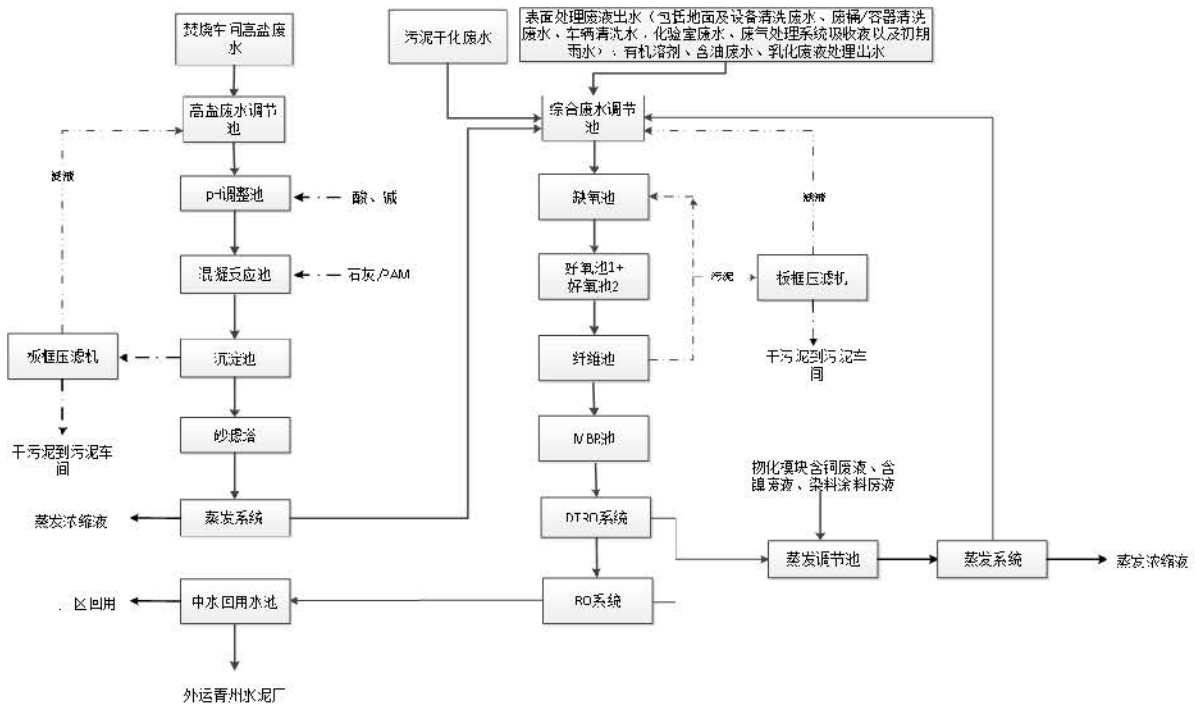 焚烧车间高盐废
水
污泥干化废水
表面处理废液出水（包括地面及设备清洗废水、废桶/容器清洗
废水、车辆清洗水、化验室废水、废气处理系统吸收液以及初期
雨水）、有机溶剂、含油废水、乳化废液处理出水
高盐废水调节
池
综合废水调节
池
滤液
pH调整池
酸、碱
缺氧池
滤液
混凝反应池
石灰/PAM
好氧池1+
好氧池2
污泥
板框压滤机
板框压滤机
沉淀池
纤维池
干污泥到污泥车
间
砂滤塔
MBR池
干污泥到污泥车
间
物化模块含铜废液、含
镍废液、染料涂料废液
蒸发浓缩液
蒸发系统
DTRO系统
蒸发调节池
蒸发系统
蒸发浓缩液
区回用
中水回用水池
RO系统
外运青州水泥厂